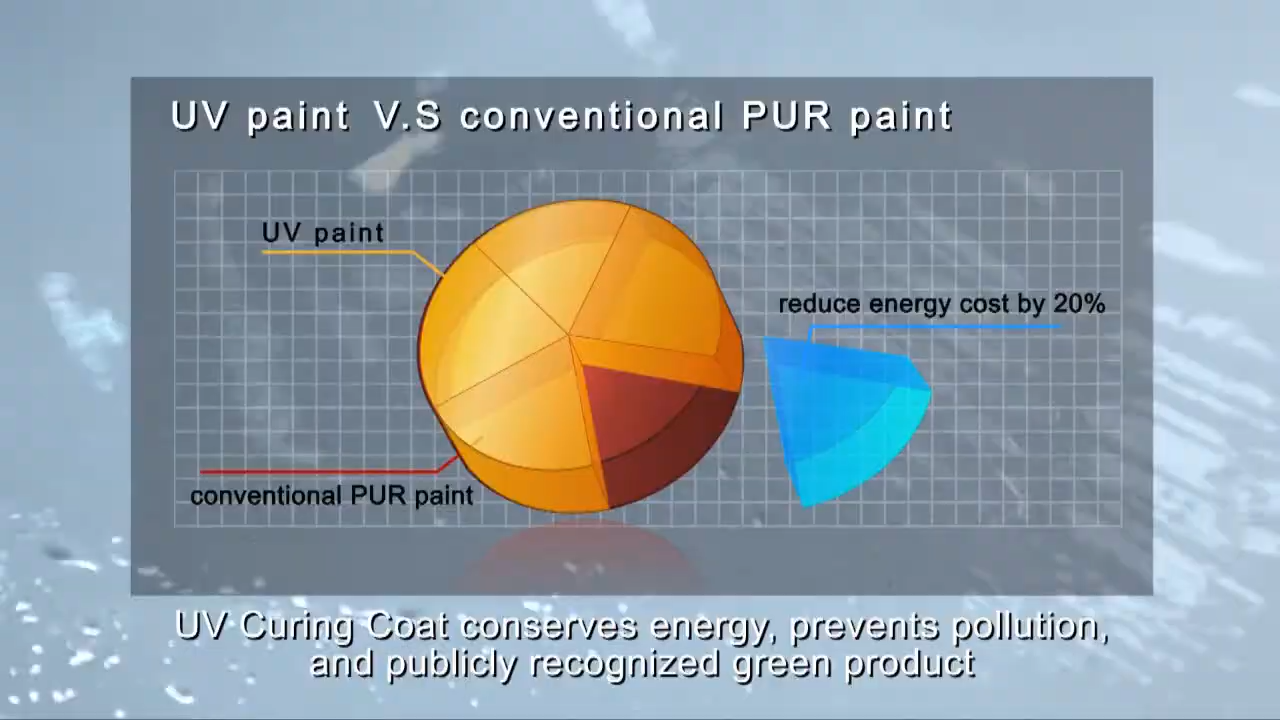 UV paint V.S conventional PUR paint
UV paint
reduce energy cost by 20%
conventional PUR paint
UV Curing Coat conserves energy, prevents pollution,
and publicly recognized green product